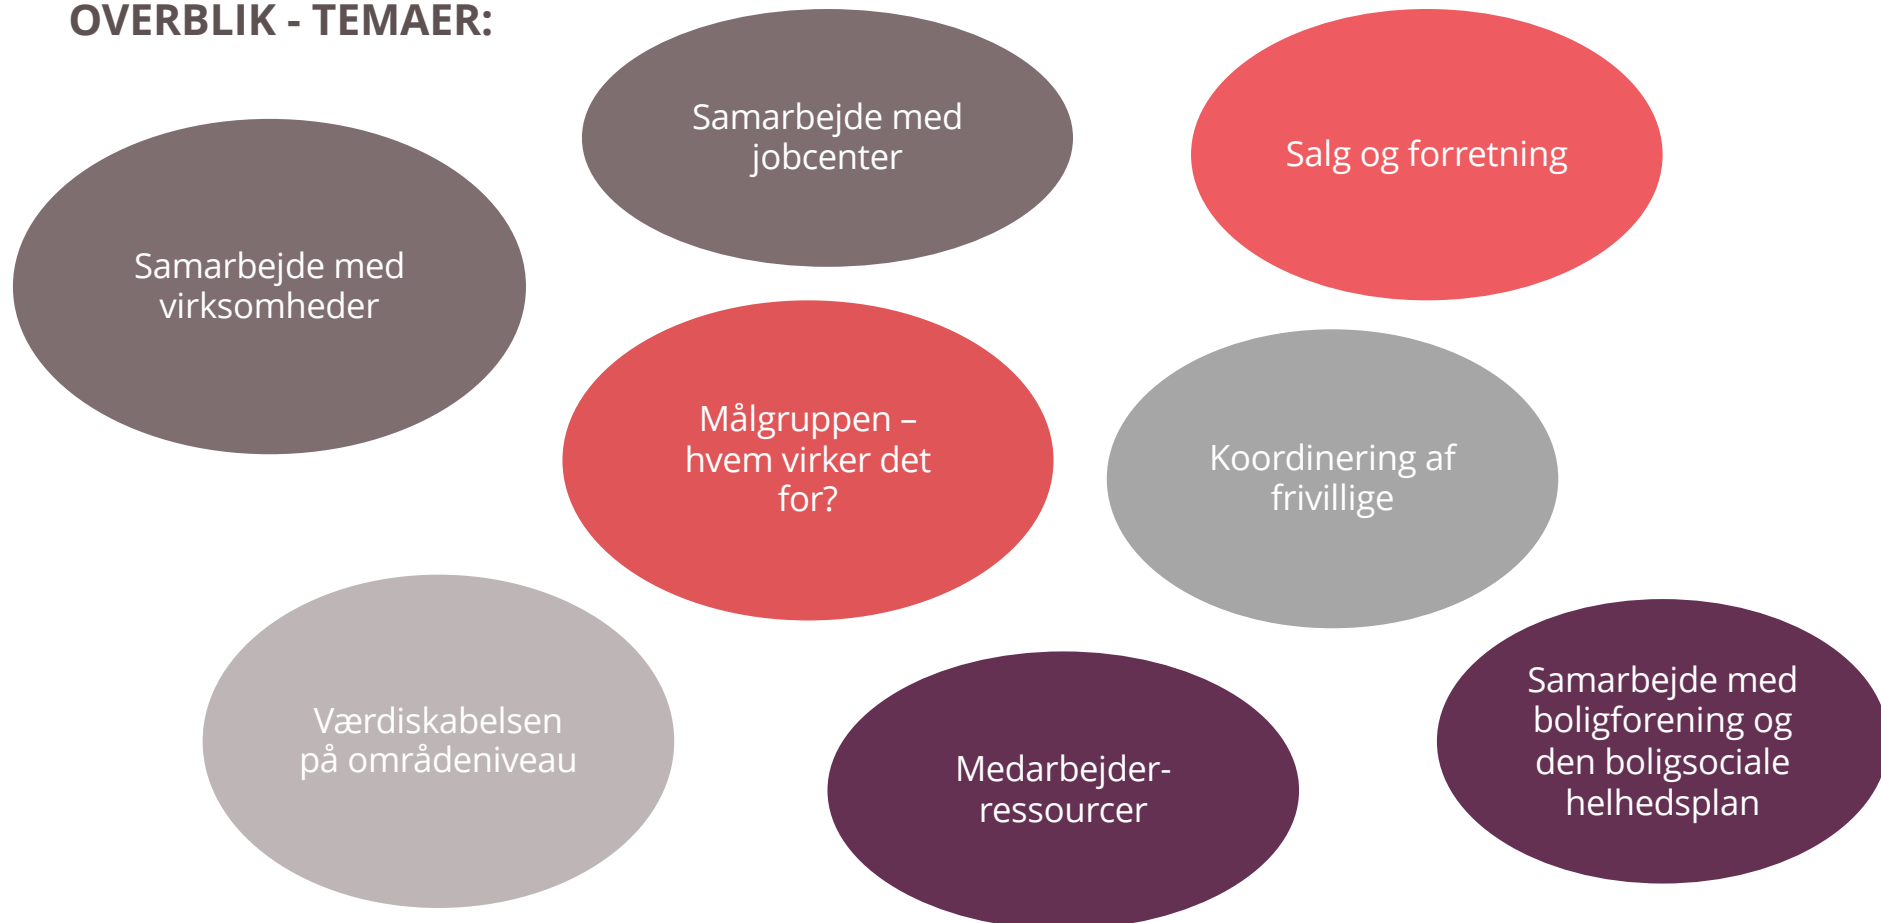 OVERBLIK - TEMAER:
Samarbejde med
jobcenter
Salg og forretning
Samarbejde med
virksomheder
Målgruppen –
hvem virker det
for?
Koordinering af
frivillige
Værdiskabelsen
på områdeniveau
Medarbejder-
ressourcer
Samarbejde med
boligforening og
den boligsociale
helhedsplan